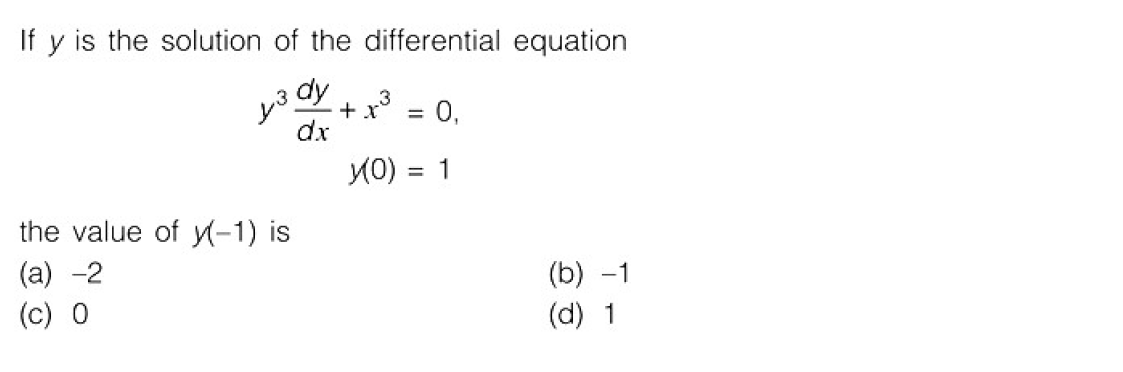 If y is the solution of the differential equation
y³ dy/dx + x³ = 0,
y(0) = 1
the value of y(−1) is
(a) −2 (b) −1
(c) 0 (d) 1